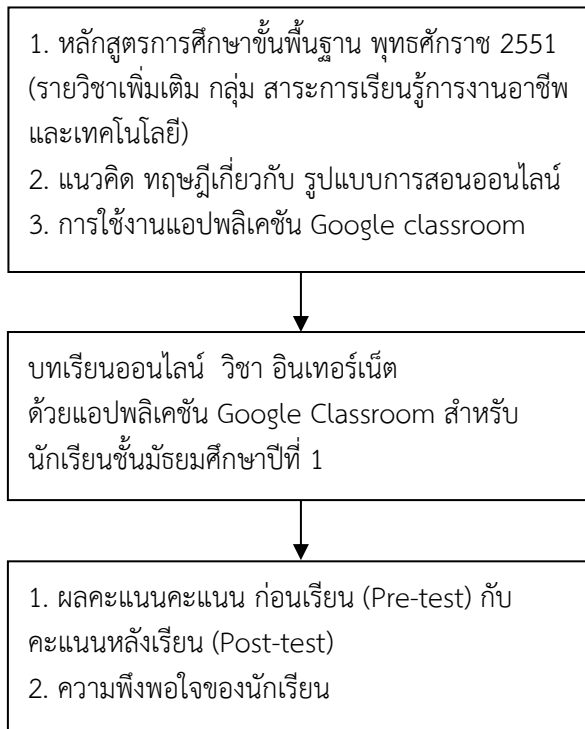 1. หลักสูตรการศึกษาขั้นพื้นฐาน พุทธศักราช 2551
(รายวิชาเพิ่มเติม กลุ่ม สาระการเรียนรู้การงานอาชีพ
และเทคโนโลยี)
2. แนวคิด ทฤษฎีเกี่ยวกับ รูปแบบการสอนออนไลน์
3. การใช้งานแอปพลิเคชัน Google classroom
บทเรียนออนไลน์ วิชา อินเทอร์เน็ต
ด้วยแอปพลิเคชัน Google Classroom สำหรับ
นักเรียนชั้นมัธยมศึกษาปีที่ 1
1. ผลคะแนนคะแนน ก่อนเรียน (Pre-test) กับ
คะแนนหลังเรียน (Post-test)
2. ความพึงพอใจของนักเรียน